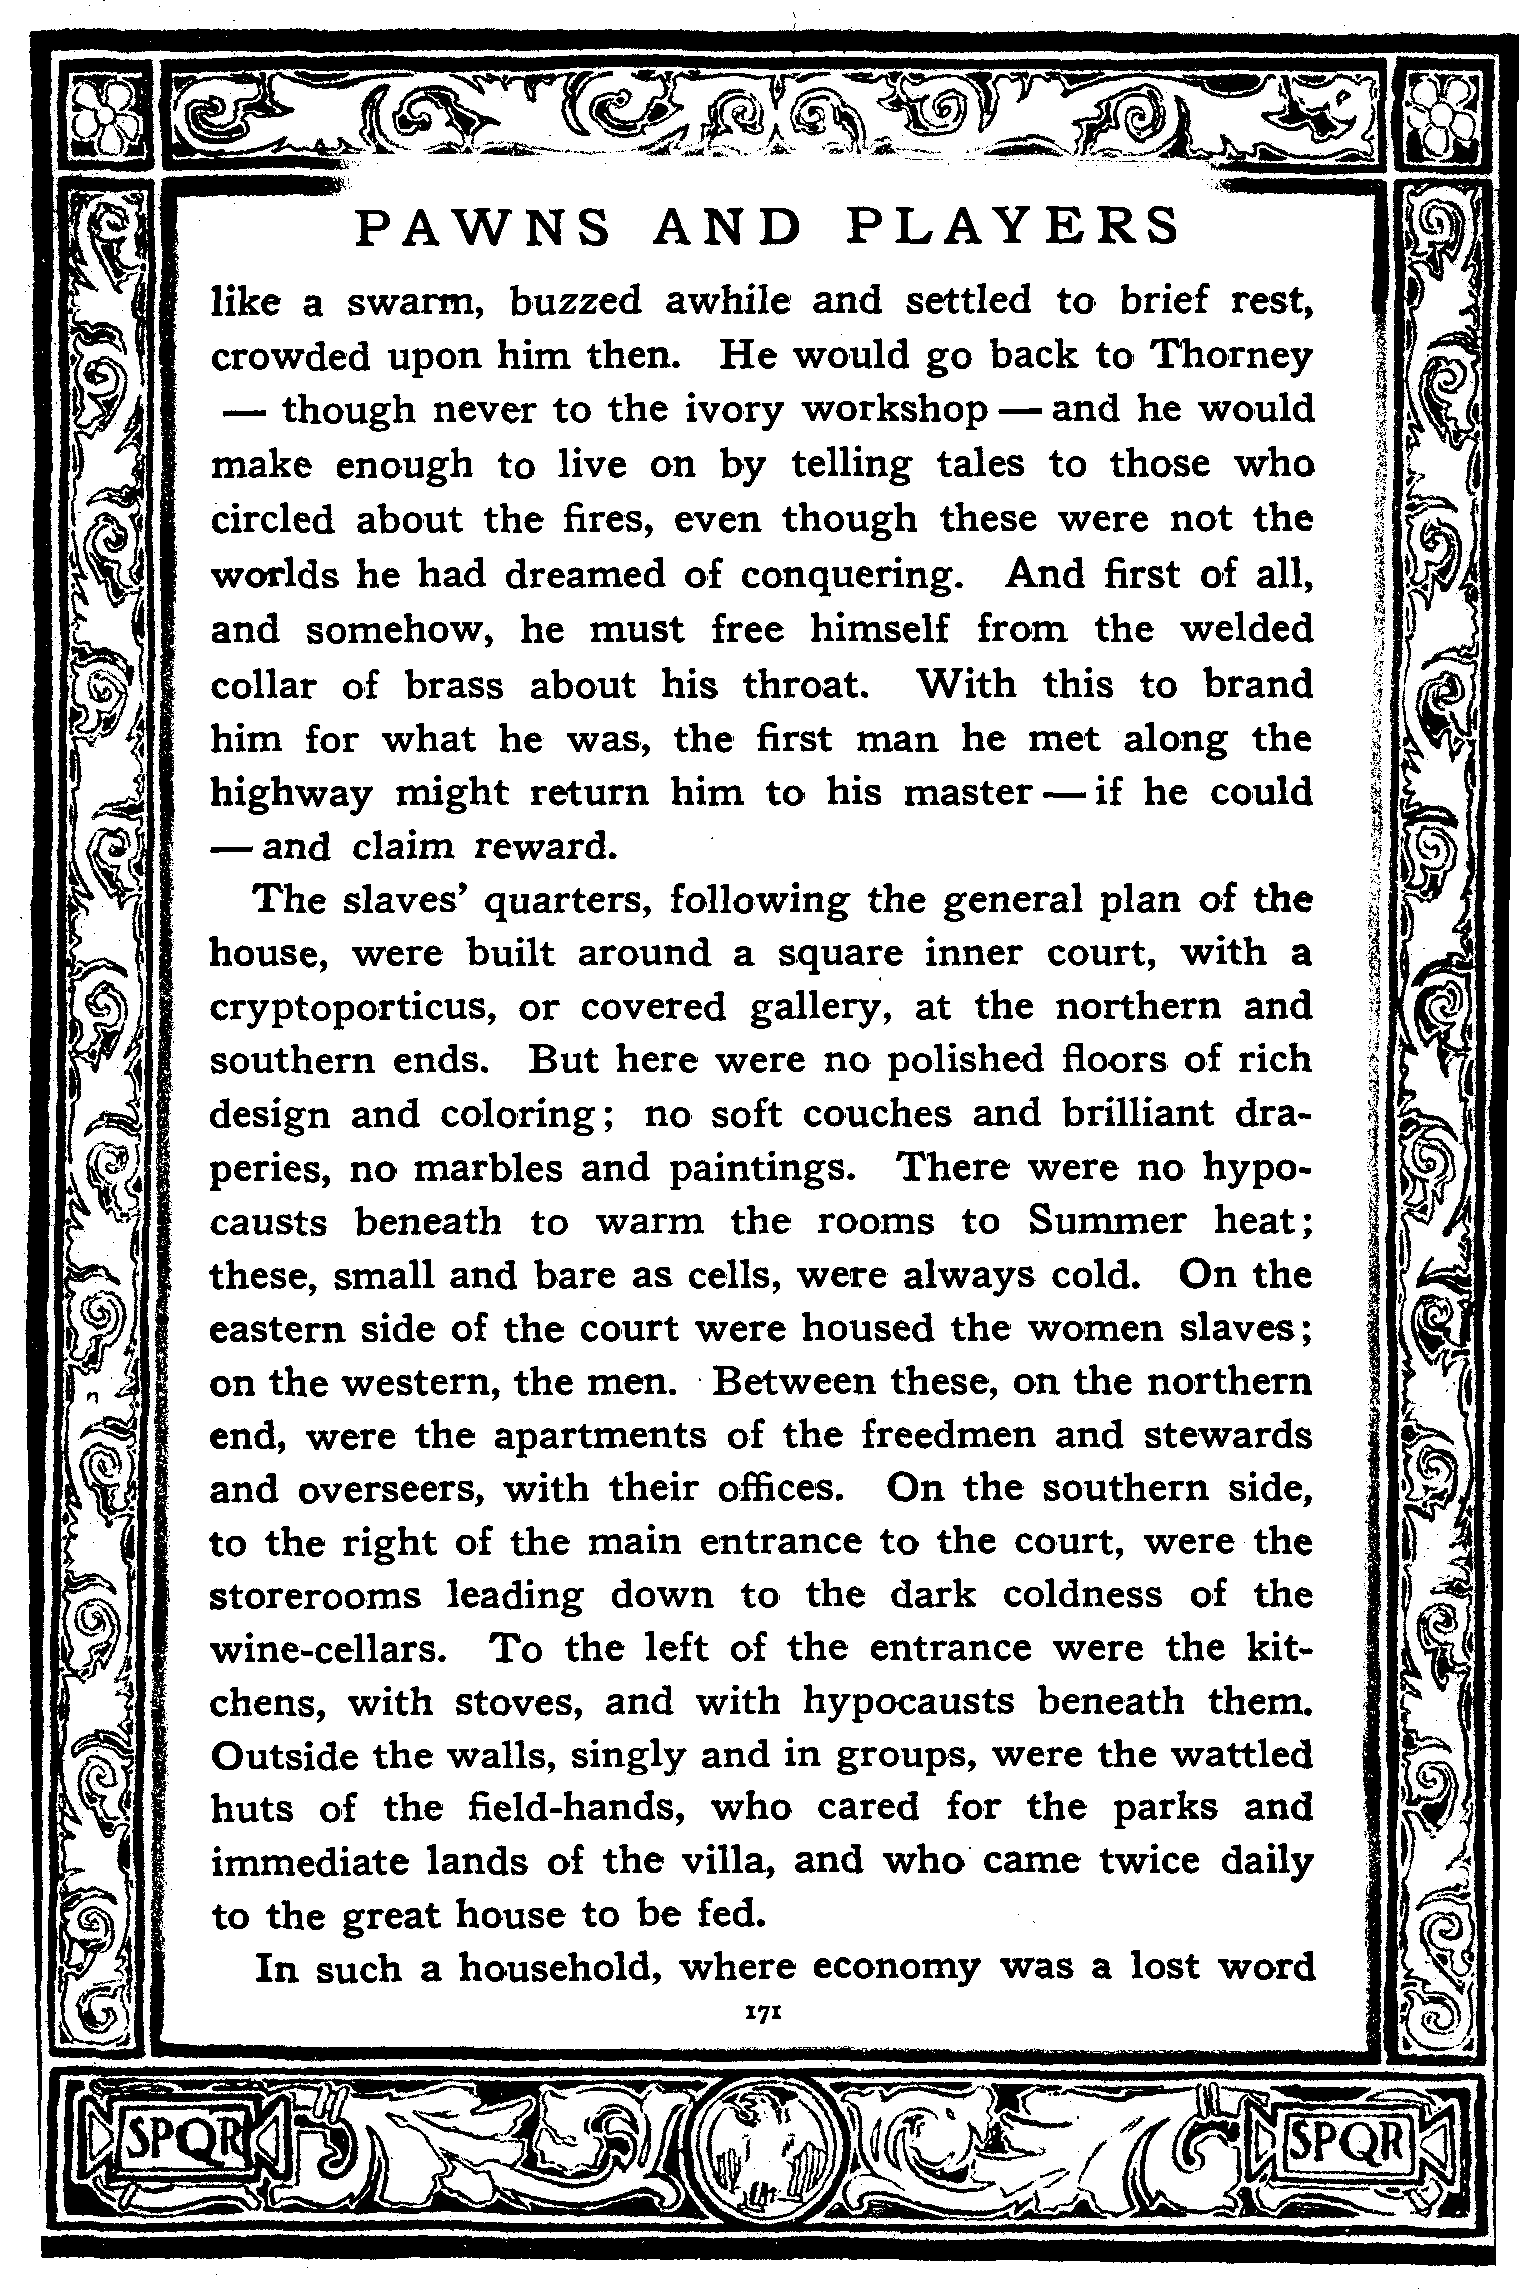 PAWNS AND PLAYERS
like a swarm, buzzed awhile and settled to brief rest,
crowded upon him then. He would go back to Thorney
— though never to the ivory workshop — and he would
make enough to live on by telling tales to those who
circled about the fires, even though these were not the
worlds he had dreamed of conquering. And first of all,
and somehow, he must free himself from the welded
collar of brass about his throat. With this to brand
him for what he was, the first man he met along the
highway might return him to his master — if he could
— and claim reward.
The slaves’ quarters, following the general plan of the
house, were built around a square inner court, with a
cryptoporticus, or covered gallery, at the northern and
southern ends. But here were no polished floors of rich
design and coloring; no soft couches and brilliant dra-
peries, no marbles and paintings. There were no hypo-
causts beneath to warm the rooms to Summer heat;
these, small and bare as cells, were always cold. On the
eastern side of the court were housed the women slaves;
on the western, the men. Between these, on the northern
end, were the apartments of the freedmen and stewards
and overseers, with their offices. On the southern side,
to the right of the main entrance to the court, were the
storerooms leading down to the dark coldness of the
wine-cellars. To the left of the entrance were the kit-
chens, with stoves, and with hypocausts beneath them.
Outside the walls, singly and in groups, were the wattled
huts of the field-hands, who cared for the parks and
immediate lands of the villa, and who came twice daily
to the great house to be fed.
In such a household, where economy was a lost word
171
SPQR
SPQR